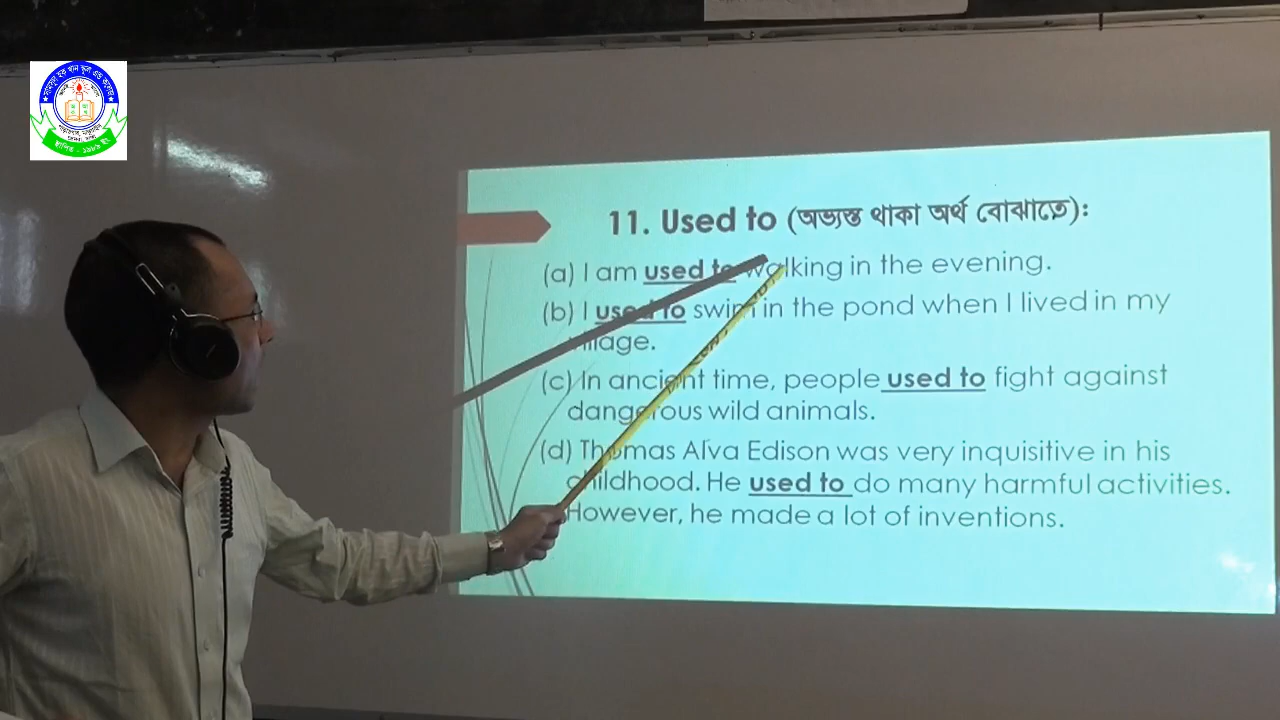 11. Used to (অভ্যস্ত থাকা অর্থ বোঝাতে):
(a) I am used to walking in the evening.
(b) I used to swim in the pond when I lived in my
village.
(c) In ancient time, people used to fight against
dangerous wild animals.
(d) Thomas Alva Edison was very inquisitive in his
childhood. He used to do many harmful activities.
However, he made a lot of inventions.